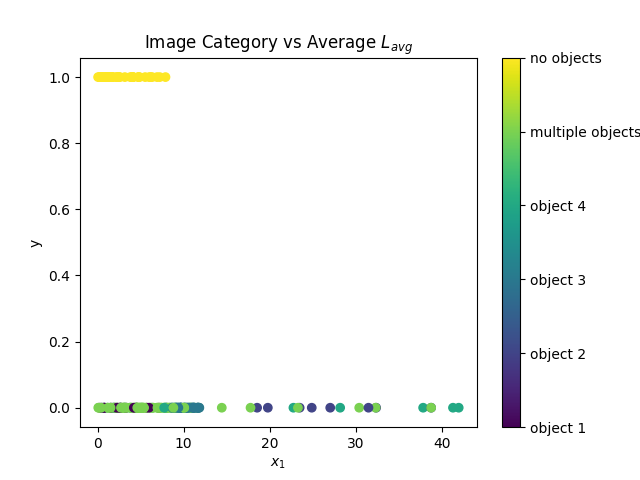 Image Category vs Average L_avg
no objects
multiple objects
object 4
object 3
object 2
object 1
y
1.0
0.8
0.6
0.4
0.2
0.0
0 10 20 30 40
x_1